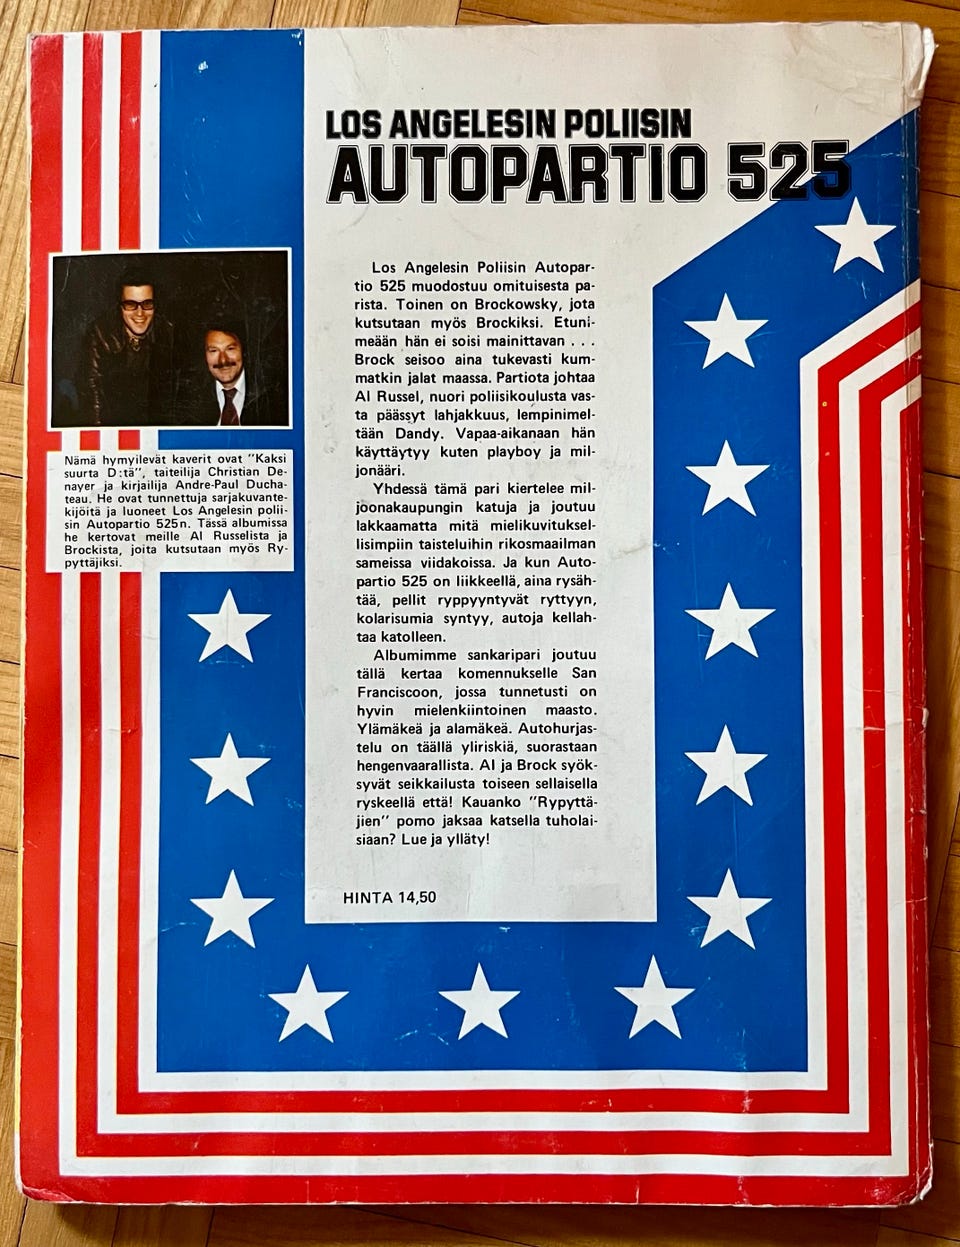 LOS ANGELESIN POLIISIN
AUTOPARTIO 525
Los Angelesin Poliisin Autopar-
tio 525 muodostuu omituisesta pa-
rista. Toinen on Brockowsky, jota
kutsutaan myös Brockiksi. Etuni-
meään hän ei soisi mainittavan . . .
Brock seisoo aina tukevasti kum-
matkin jalat maassa. Partiota johtaa
Al Russel, nuori poliisikoulusta vas-
ta päässyt lahjakkuus, lempinimel-
tään Dandy. Vapaa-aikanaan hän
käyttäytyy kuten playboy ja mil-
jonääri.
Yhdessä tämä pari kiertelee mil-
joonakaupungin katuja ja joutuu
lakkaamatta mitä mielikuvituksel-
lisimpiin taisteluihin rikosmaailman
sameissa viidakoissa. Ja kun Auto-
partio 525 on liikkeellä, aina rysäh-
tää, pellit ryppyyntyvät ryttyyn,
kolarisumia syntyy, autoja kellah-
taa katolleen.
Albumimme sankaripari joutuu
tällä kertaa komennukselle San
Franciscoon, jossa tunnetusti on
hyvin mielenkiintoinen maasto.
Ylämäkeä ja alamäkeä. Autohurjas-
telu on täällä yliriskiä, suorastaan
hengenvaarallista. Al ja Brock syök-
syvät seikkailusta toiseen sellaisella
ryskeellä että! Kauanko "Rypyttä-
jien" pomo jaksaa katsella tuholai-
siaan? Lue ja ylläty!
HINTA 14,50
Nämä hymyilevät kaverit ovat "Kaksi
suurta D:tä", taiteilija Christian De-
nayer ja kirjailija Andre-Paul Ducha-
teau. He ovat tunnettuja sarjakuvante-
kijöitä ja luoneet Los Angelesin polii-
sin Autopartio 525n. Tässä albumissa
he kertovat meille Al Russelista ja
Brockista, joita kutsutaan myös Ry-
pyttäjiksi.